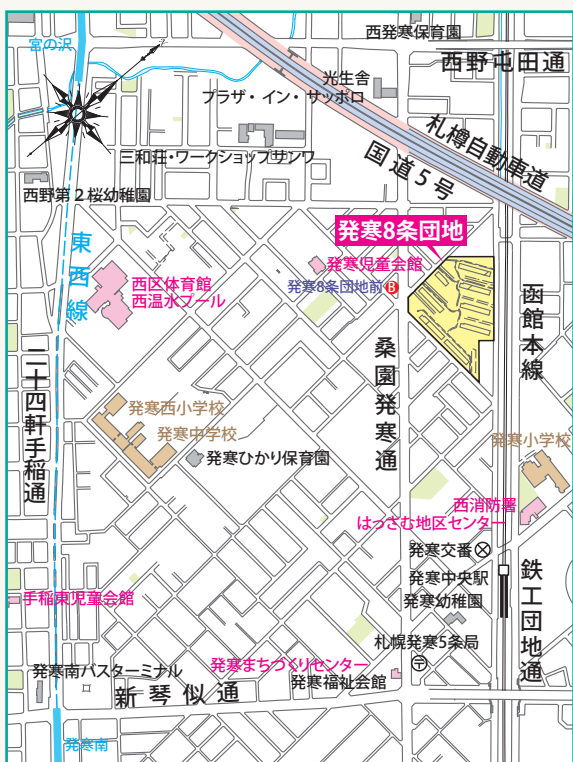 宮の沢
西発寒保育園
西野屯田通
光生舎
プラザ・イン・サッポロ
札樽自動車道
国道5号
三和荘・ワークショップサンワ
西野第2桜幼稚園
発寒8条団地
東西線
西区体育館
西温水プール
発寒児童会館
発寒8条団地前
B
函館本線
桑園発寒通
二十四軒手稲通
発寒西小学校
発寒中学校
発寒ひかり保育園
発寒小学校
西消防署
はっさむ地区センター
発寒交番
発寒中央駅
発寒幼稚園
鉄工団地通
手稲東児童会館
札幌発寒5条局
発寒まちづくりセンター
発寒南バスターミナル
発寒福祉会館
新琴似通
発寒南